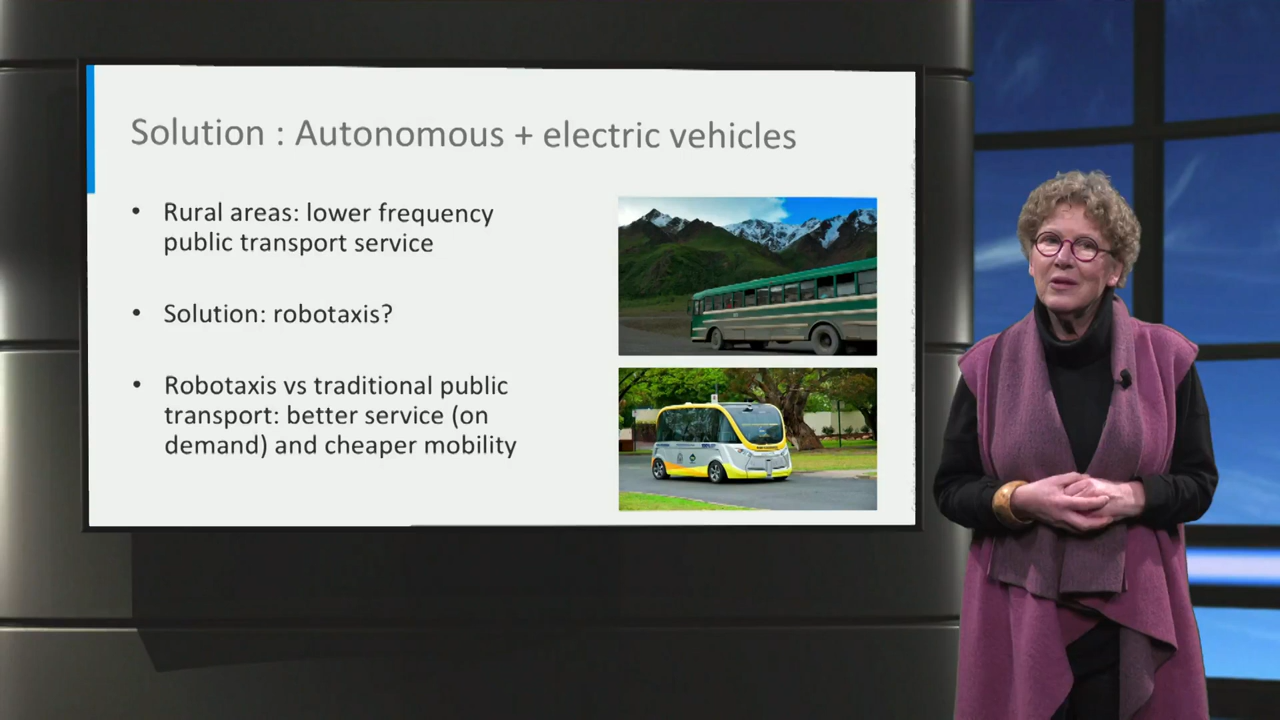 Solution : Autonomous + electric vehicles
• Rural areas: lower frequency
public transport service
• Solution: robotaxis?
• Robotaxis vs traditional public
transport: better service (on
demand) and cheaper mobility